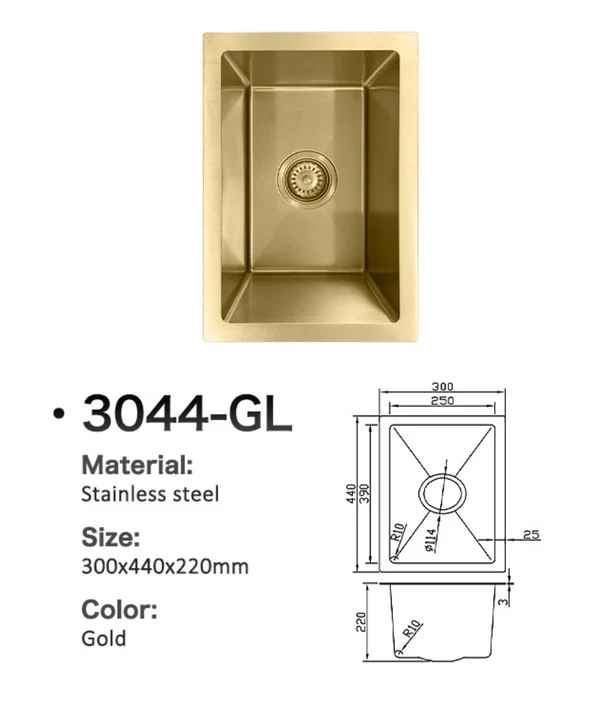 • 3044-GL
Material:
Stainless steel
Size:
300x440x220mm
Color:
Gold
300
250
440
390
R10
ø114
25
3
220
R10